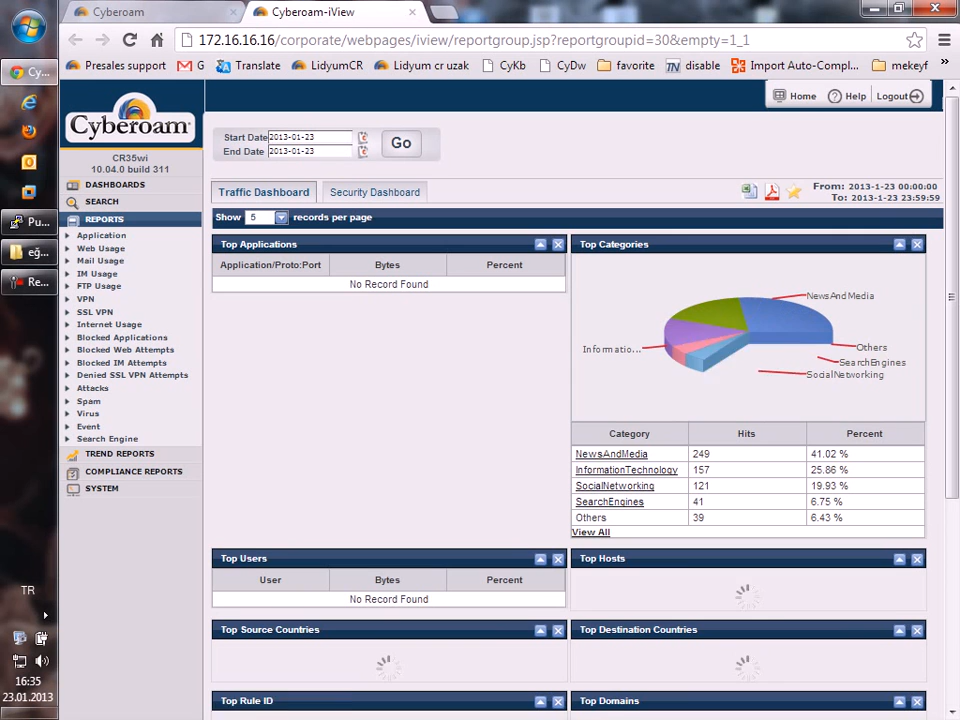 Cyberoam
Cyberoam-iView
172.16.16.16/corporate/webpages/iview/reportgroup.jsp?reportgroupid=30&empty=1_1
Presales support
G
Translate
LidyumCR
Lidyum cr uzak
CyKb
CyDw
favorite
disable
Import Auto-Compl...
mekeyf
»
Cy...
Pu...
eğ...
Re...
TR
16:35
23.01.2013
Cyberoam
CR35wi
10.04.0 build 311
DASHBOARDS
SEARCH
REPORTS
Application
Web Usage
Mail Usage
IM Usage
FTP Usage
VPN
SSL VPN
Internet Usage
Blocked Applications
Blocked Web Attempts
Blocked IM Attempts
Denied SSL VPN Attempts
Attacks
Spam
Virus
Event
Search Engine
TREND REPORTS
COMPLIANCE REPORTS
SYSTEM
Home
Help
Logout
Start Date 2013-01-23
End Date 2013-01-23
Go
Traffic Dashboard
Security Dashboard
From: 2013-1-23 00:00:00
To: 2013-1-23 23:59:59
Show 5 records per page
Top Applications
Application/Proto:Port Bytes Percent
No Record Found
Top Categories
NewsAndMedia
Others
SearchEngines
SocialNetworking
Informatio...
Category Hits Percent
NewsAndMedia 249 41.02 %
InformationTechnology 157 25.86 %
SocialNetworking 121 19.93 %
SearchEngines 41 6.75 %
Others 39 6.43 %
View All
Top Users
User Bytes Percent
No Record Found
Top Hosts
Top Source Countries
Top Destination Countries
Top Rule ID
Top Domains